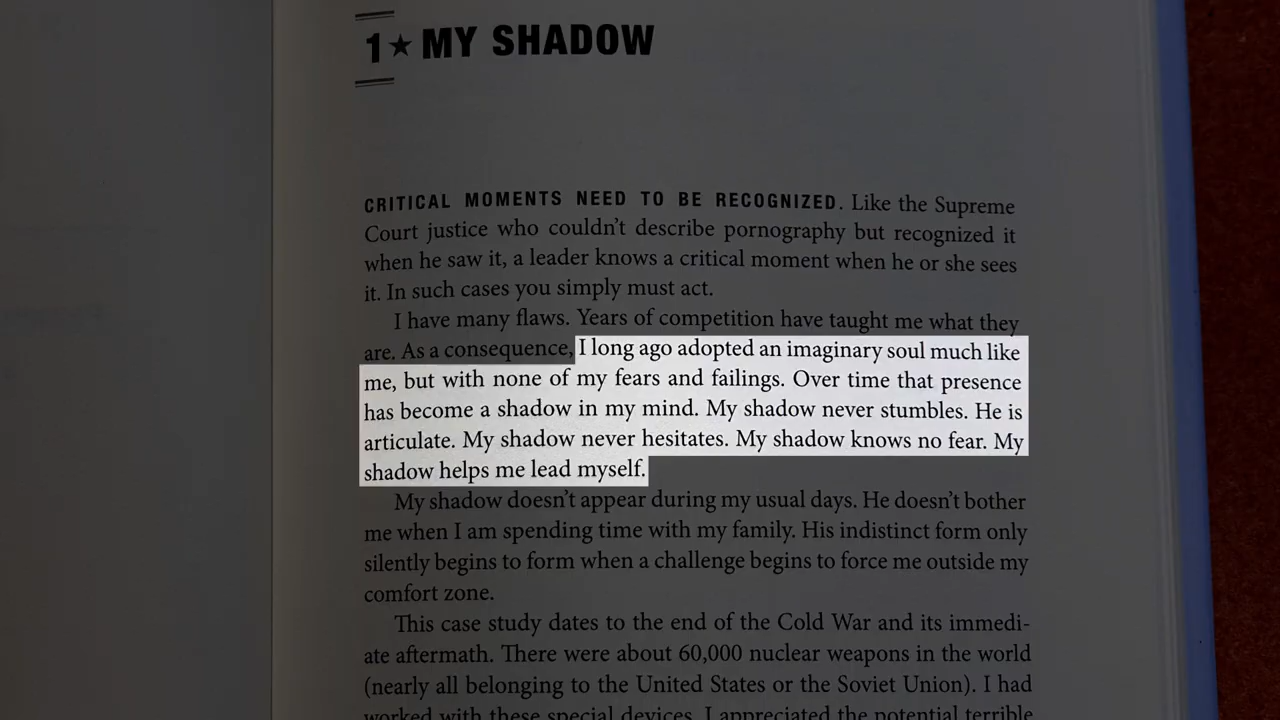 1★ MY SHADOW
CRITICAL MOMENTS NEED TO BE RECOGNIZED. Like the Supreme
Court justice who couldn’t describe pornography but recognized it
when he saw it, a leader knows a critical moment when he or she sees
it. In such cases you simply must act.
I have many flaws. Years of competition have taught me what they
are. As a consequence, I long ago adopted an imaginary soul much like
me, but with none of my fears and failings. Over time that presence
has become a shadow in my mind. My shadow never stumbles. He is
articulate. My shadow never hesitates. My shadow knows no fear. My
shadow helps me lead myself.
My shadow doesn’t appear during my usual days. He doesn’t bother
me when I am spending time with my family. His indistinct form only
silently begins to form when a challenge begins to force me outside my
comfort zone.
This case study dates to the end of the Cold War and its immedi-
ate aftermath. There were about 60,000 nuclear weapons in the world
(nearly all belonging to the United States or the Soviet Union). I had
worked with these special devices. I appreciated the potential terrible